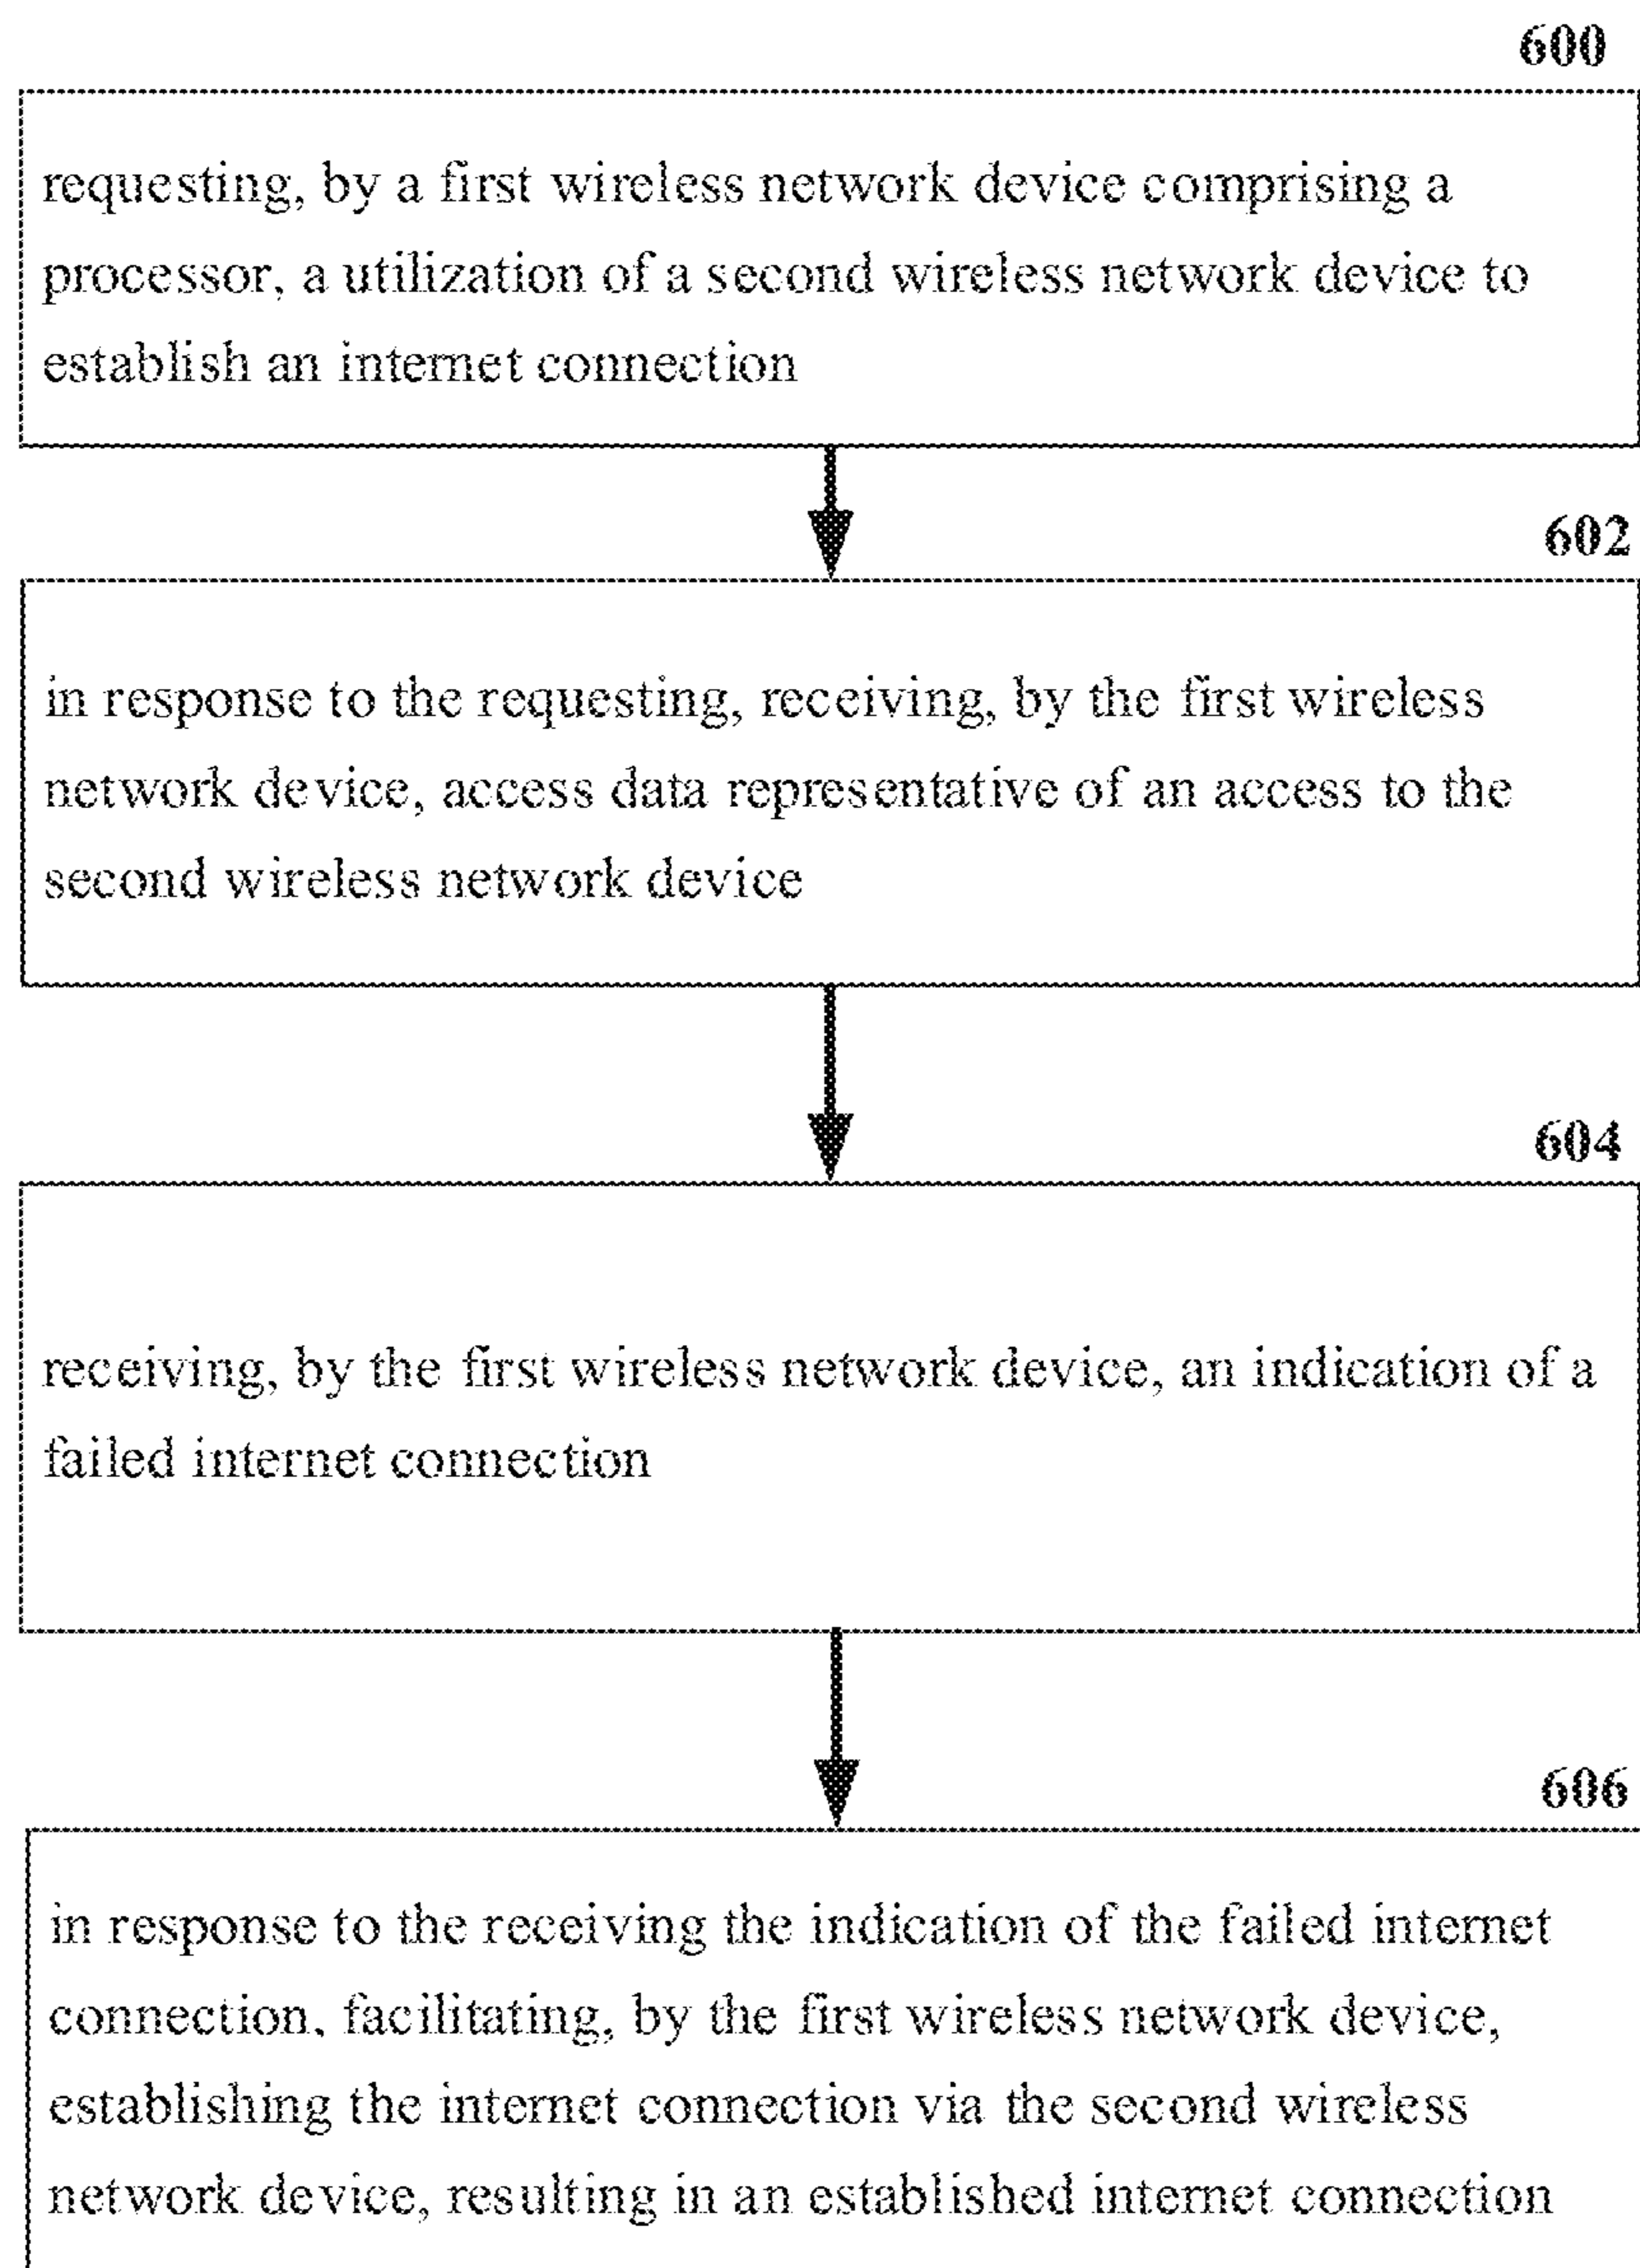 600
requesting, by a first wireless network device comprising a
processor, a utilization of a second wireless network device to
establish an internet connection
602
in response to the requesting, receiving, by the first wireless
network device, access data representative of an access to the
second wireless network device
604
receiving, by the first wireless network device, an indication of a
failed internet connection
606
in response to the receiving the indication of the failed internet
connection, facilitating, by the first wireless network device,
establishing the internet connection via the second wireless
network device, resulting in an established internet connection